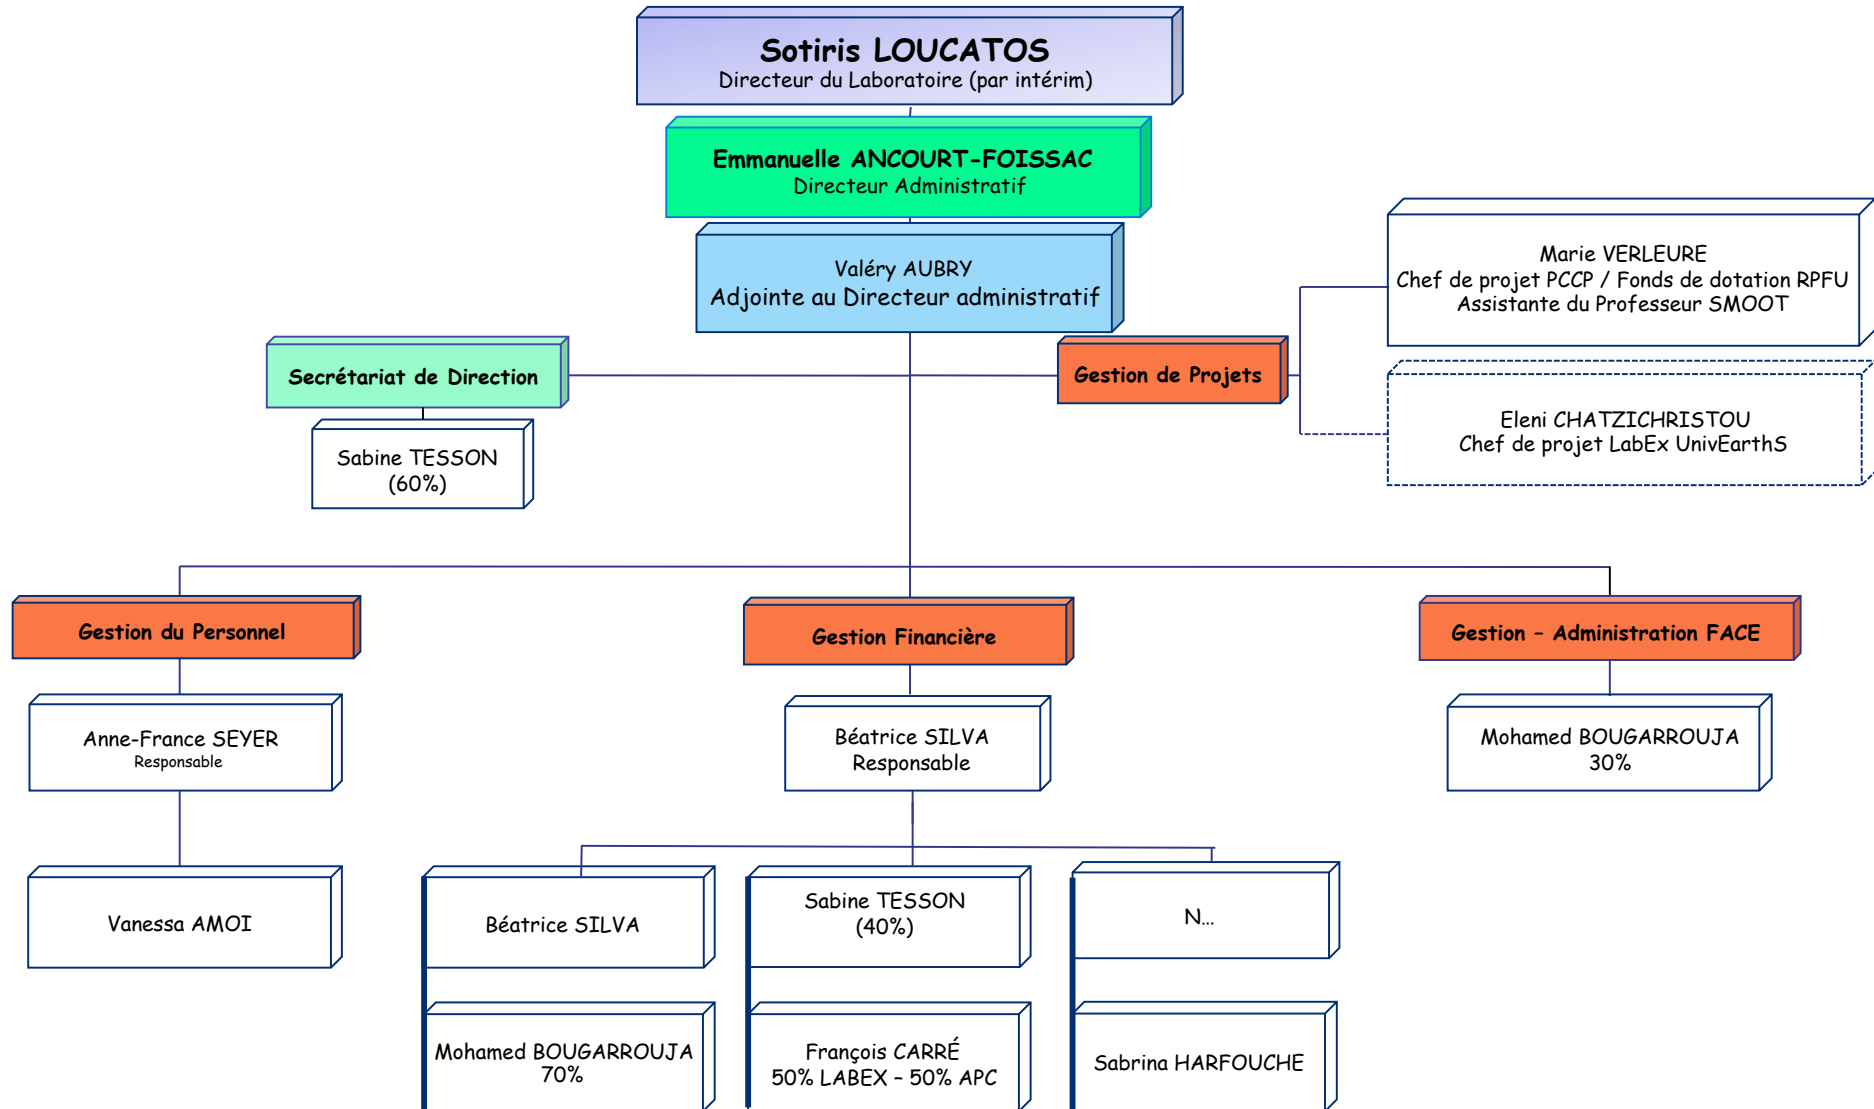 Sotiris LOUCATOS
Directeur du Laboratoire (par intérim)
Emmanuelle ANCOURT-FOISSAC
Directeur Administratif
Valéry AUBRY
Adjointe au Directeur administratif
Marie VERLEURE
Chef de projet PCCP / Fonds de dotation RPFU
Assistante du Professeur SMOOT
Secrétariat de Direction
Gestion de Projets
Sabine TESSON
(60%)
Eleni CHATZICHRISTOU
Chef de projet LabEx UnivEarthS
Gestion du Personnel
Gestion Financière
Gestion – Administration FACE
Anne-France SEYER
Responsable
Béatrice SILVA
Responsable
Mohamed BOUGARROUJA
30%
Vanessa AMOI
Béatrice SILVA
Sabine TESSON
(40%)
N…
Mohamed BOUGARROUJA
70%
François CARRÉ
50% LABEX – 50% APC
Sabrina HARFOUCHE